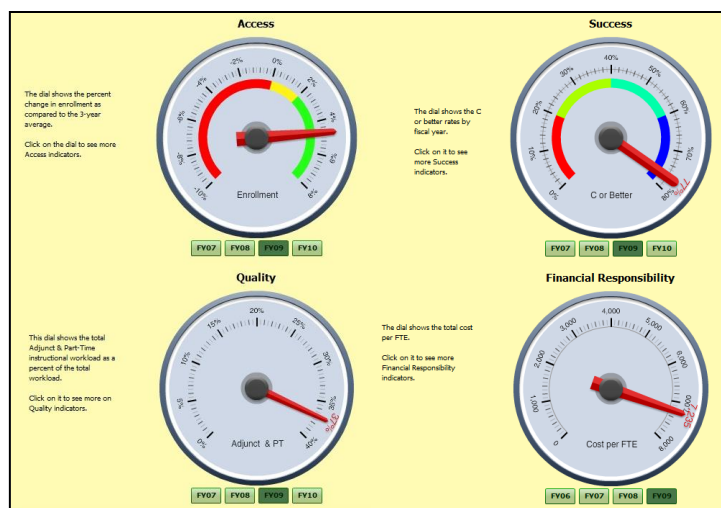 Access
The dial shows the percent
change in enrollment as
compared to the 3-year
average.
Click on the dial to see more
Access indicators.
-10%
-8%
-6%
-4%
-2%
0%
2%
4%
6%
8%
Enrollment
FY07 FY08 FY09 FY10
Success
The dial shows the C
or better rates by
fiscal year.
Click on it to see
more Success
indicators.
0%
10%
20%
30%
40%
50%
60%
70%
80%
77%
C or Better
FY07 FY08 FY09 FY10
Quality
This dial shows the total
Adjunct & Part-Time
instructional workload as a
percent of the total
workload.
Click on it to see more on
Quality indicators.
0%
5%
10%
15%
20%
25%
30%
35%
40%
37%
Adjunct & PT
FY07 FY08 FY09 FY10
Financial Responsibility
The dial shows the total cost
per FTE.
Click on it to see more
Financial Responsibility
indicators.
0
1,000
2,000
3,000
4,000
5,000
6,000
8,000
7,235
Cost per FTE
FY06 FY07 FY08 FY09